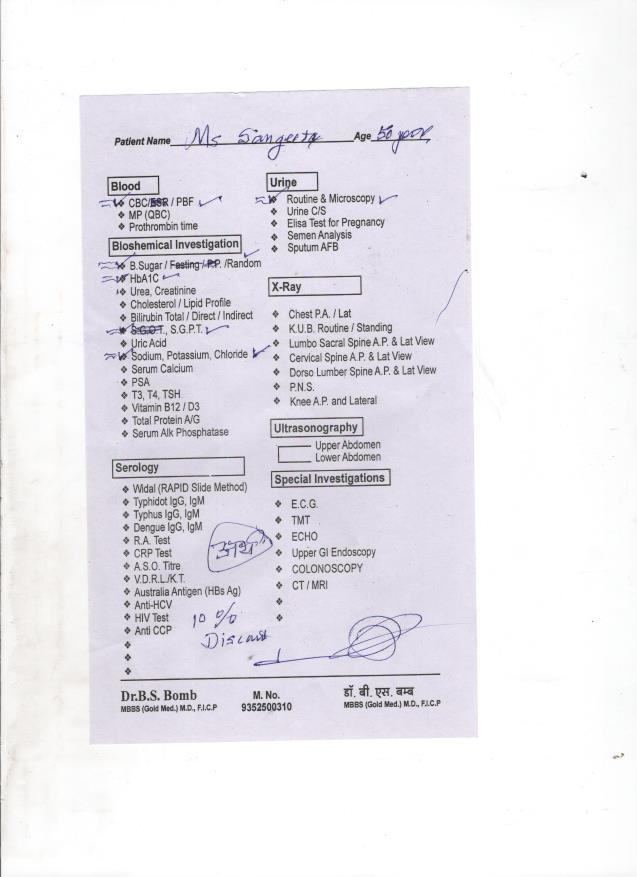 Patient Name Ms Sangeeta Age 50 year
Blood
❖ CBC/ESR / PBF ✓
❖ MP (QBC)
❖ Prothrombin time
Bioshemical Investigation
❖ B.Sugar / Fasting / P.P. /Random
❖ HbA1C ✓
❖ Urea, Creatinine
❖ Cholesterol / Lipid Profile
❖ Bilirubin Total / Direct / Indirect
❖ S.G.O.T., S.G.P.T. ✓
❖ Uric Acid
❖ Sodium, Potassium, Chloride ✓
❖ Serum Calcium
❖ PSA
❖ T3, T4, TSH
❖ Vitamin B12 / D3
❖ Total Protein A/G
❖ Serum Alk Phosphatase
Serology
❖ Widal (RAPID Slide Method)
❖ Typhidot IgG, IgM
❖ Typhus IgG, IgM
❖ Dengue IgG, IgM
❖ R.A. Test
❖ CRP Test
❖ A.S.O. Titre
❖ V.D.R.L./K.T.
❖ Australia Antigen (HBs Ag)
❖ Anti-HCV
❖ HIV Test
❖ Anti CCP
❖
❖
❖
Urine
❖ Routine & Microscopy ✓
❖ Urine C/S
❖ Elisa Test for Pregnancy
❖ Semen Analysis
❖ Sputum AFB
X-Ray
❖ Chest P.A. / Lat
❖ K.U.B. Routine / Standing
❖ Lumbo Sacral Spine A.P. & Lat View
❖ Cervical Spine A.P. & Lat View
❖ Dorso Lumber Spine A.P. & Lat View
❖ P.N.S.
❖ Knee A.P. and Lateral
Ultrasonography
Upper Abdomen
Lower Abdomen
Special Investigations
❖ E.C.G.
❖ TMT
❖ ECHO
❖ Upper GI Endoscopy
❖ COLONOSCOPY
❖ CT / MRI
❖
❖
10 %
Discount
Dr.B.S. Bomb
MBBS (Gold Med.) M.D., F.I.C.P
M. No.
9352500310
डॉ. बी. एस. बम्ब
MBBS (Gold Med.) M.D., F.I.C.P